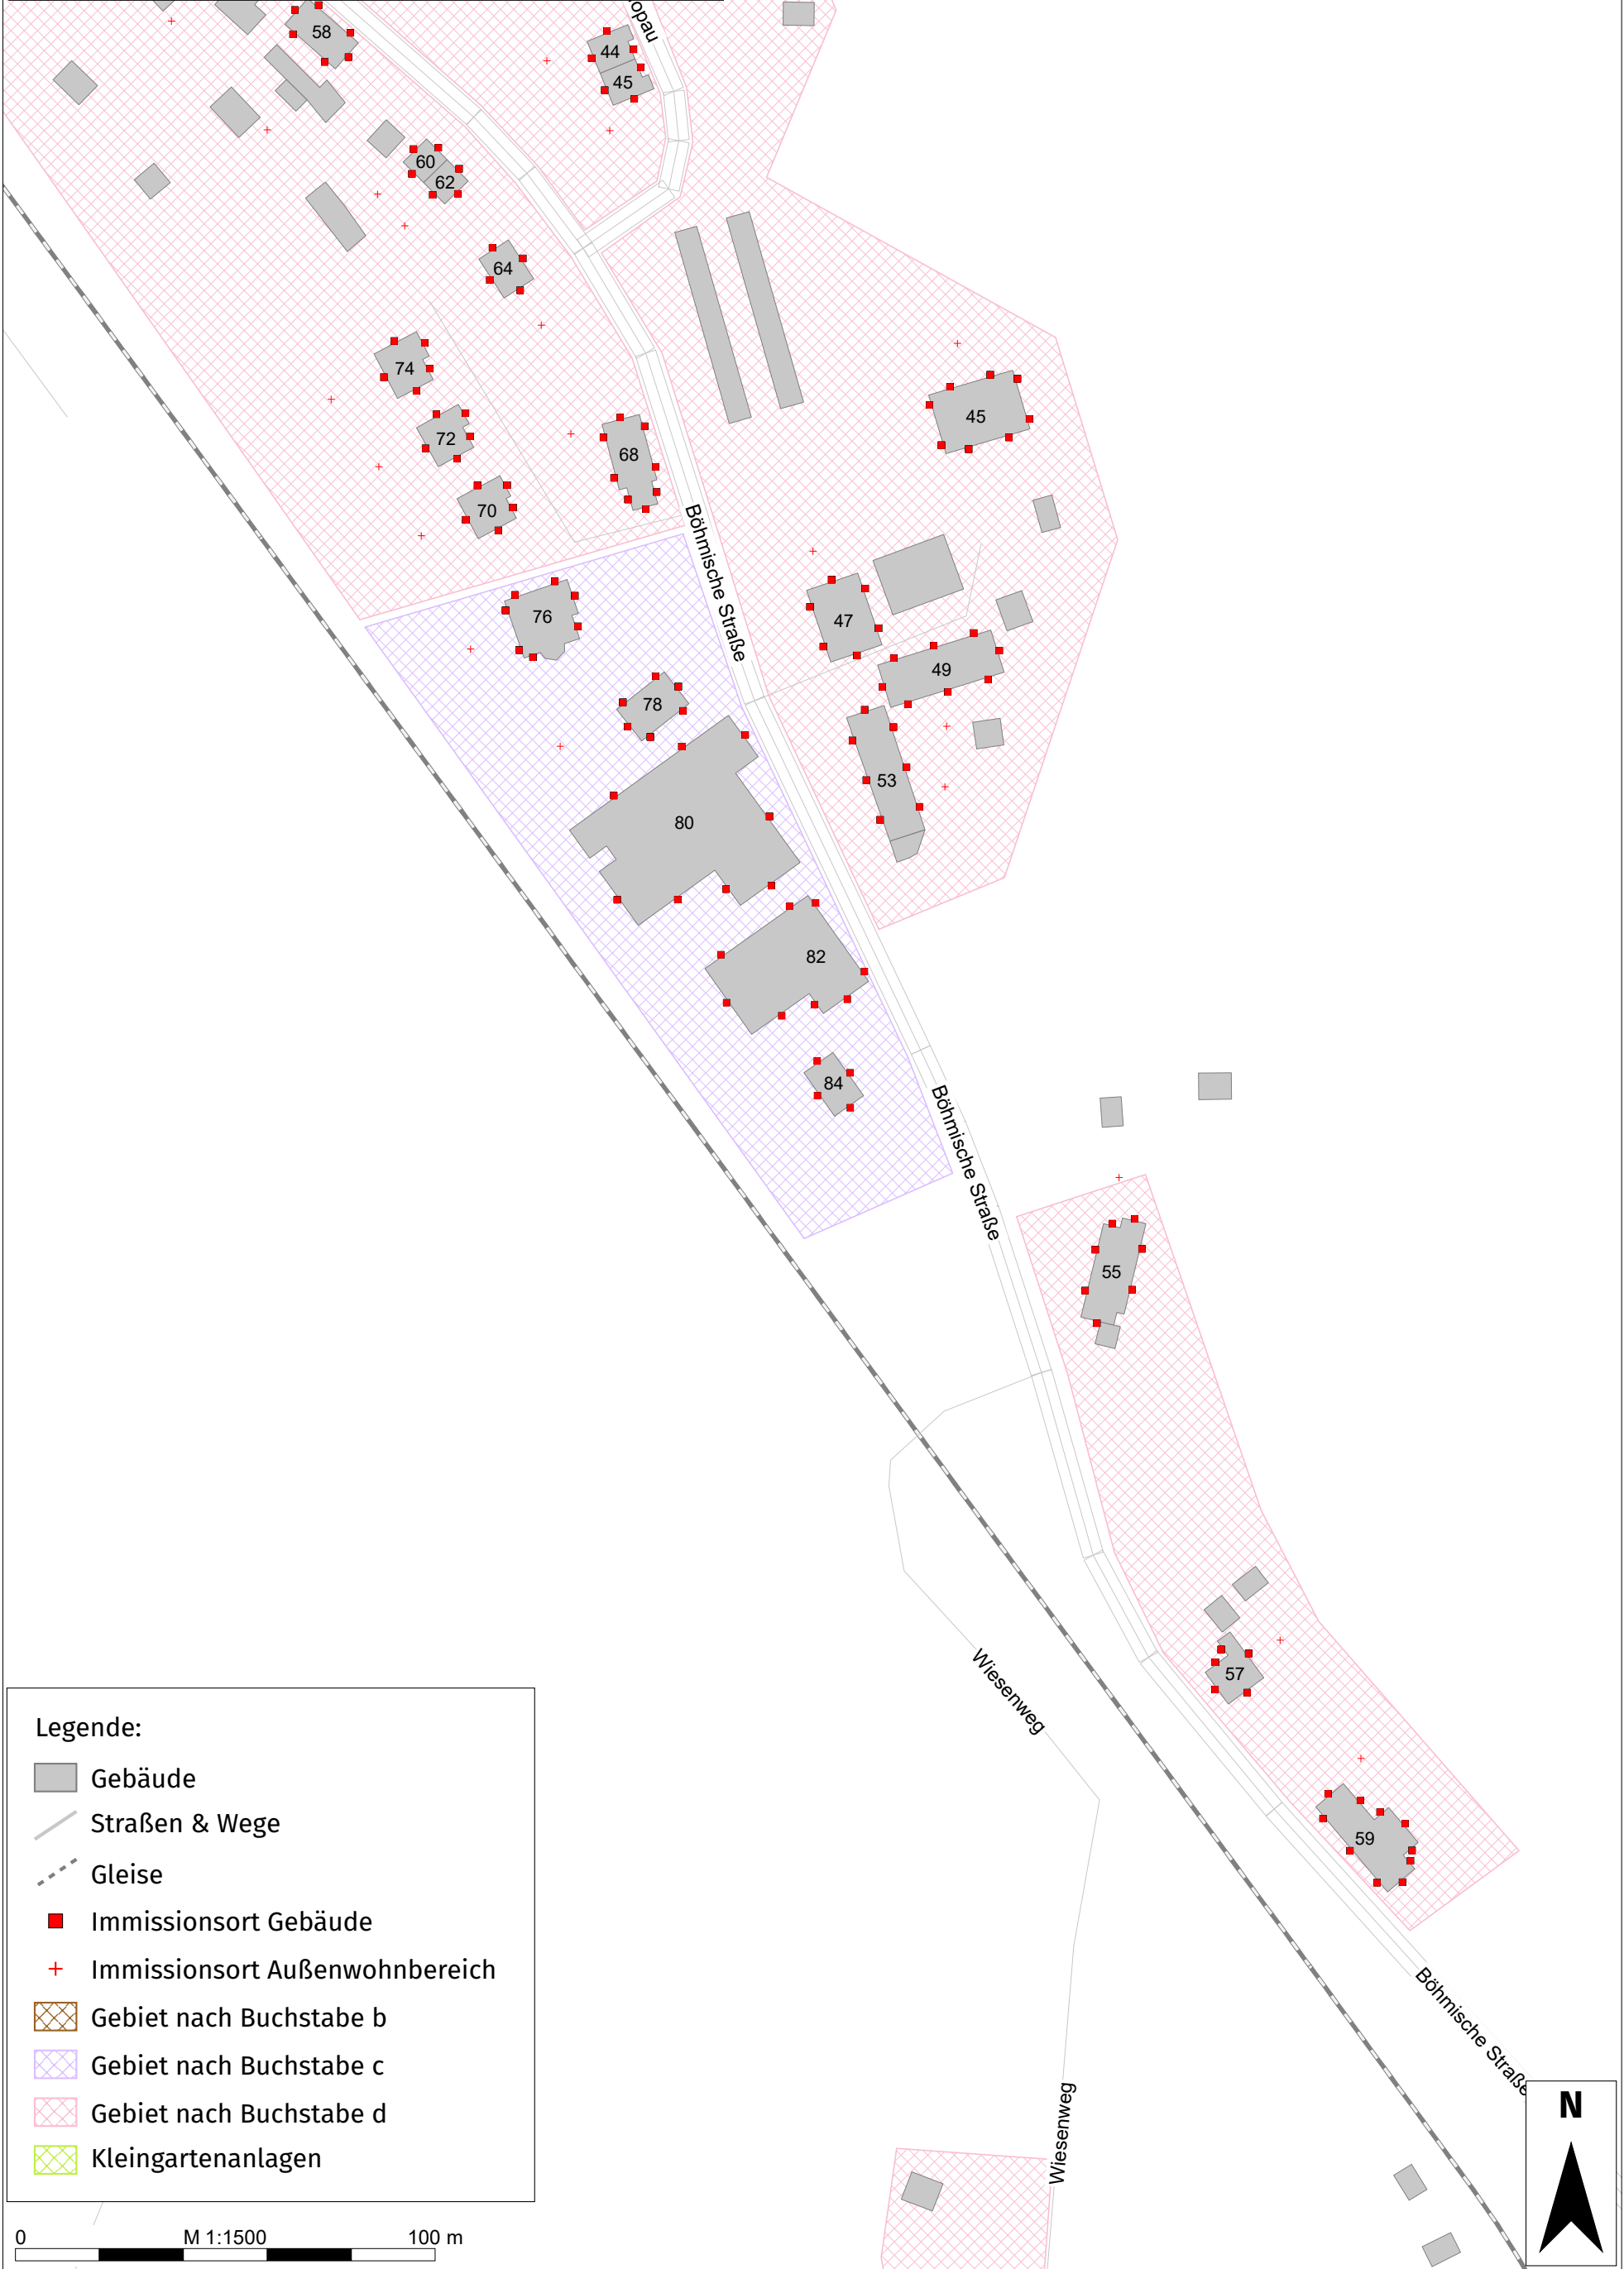 58
44
45
60
62
64
74
72
70
68
45
Böhmische Straße
76
47
49
78
53
80
82
84
Böhmische Straße
55
57
59
Wiesenweg
Böhmische Straße
Wiesenweg
Legende:
Gebäude
Straßen & Wege
Gleise
Immissionsort Gebäude
Immissionsort Außenwohnbereich
Gebiet nach Buchstabe b
Gebiet nach Buchstabe c
Gebiet nach Buchstabe d
Kleingartenanlagen
N
0 M 1:1500 100 m